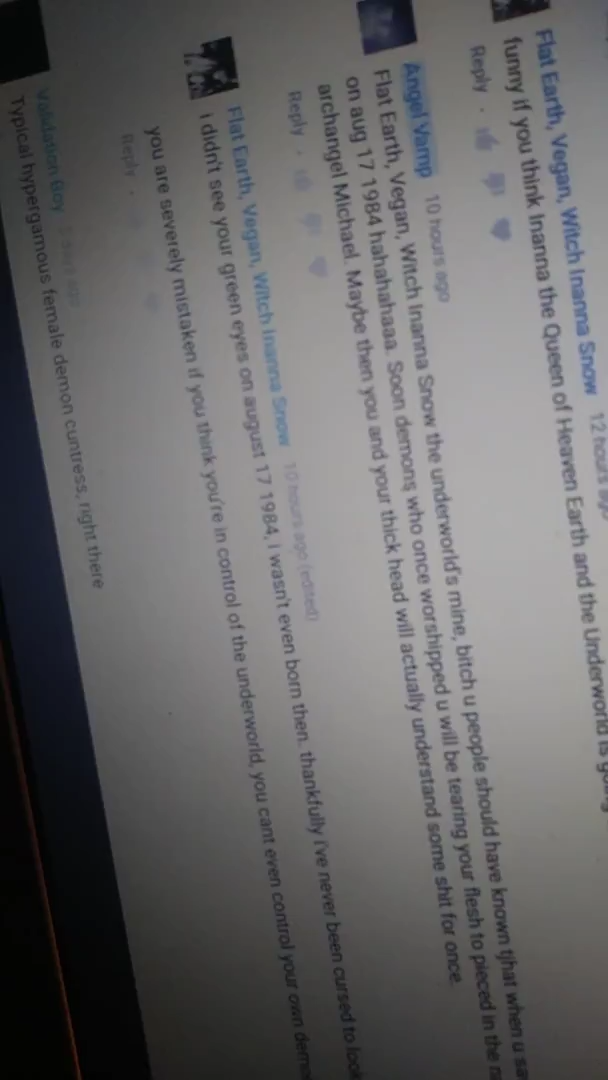 Flat Earth, Vegan, Witch Inanna Snow 12 hours ago
funny if you think Inanna the Queen of Heaven Earth and the Underworld is
Reply
Angel Vamp 10 hours ago
Flat Earth, Vegan, Witch Inanna Snow the underworld's mine, bitch u people should have known tjhat when u
on aug 17 1984 hahahahaaa. Soon demons who once worshipped u will be tearing your flesh to pieced in the
archangel Michael. Maybe then you and your thick head will actually understand some shit for once.
Reply
Flat Earth, Vegan, Witch Inanna Snow 10 hours ago (edited)
i didn't see your green eyes on august 17 1984, i wasn't even born then. thankfully i've never been cursed to
you are severely mistaken if you think you're in control of the underworld, you cant even control your own
Reply
Validation Boy 5 days ago
Typical hypergamous female demon cuntress, right there